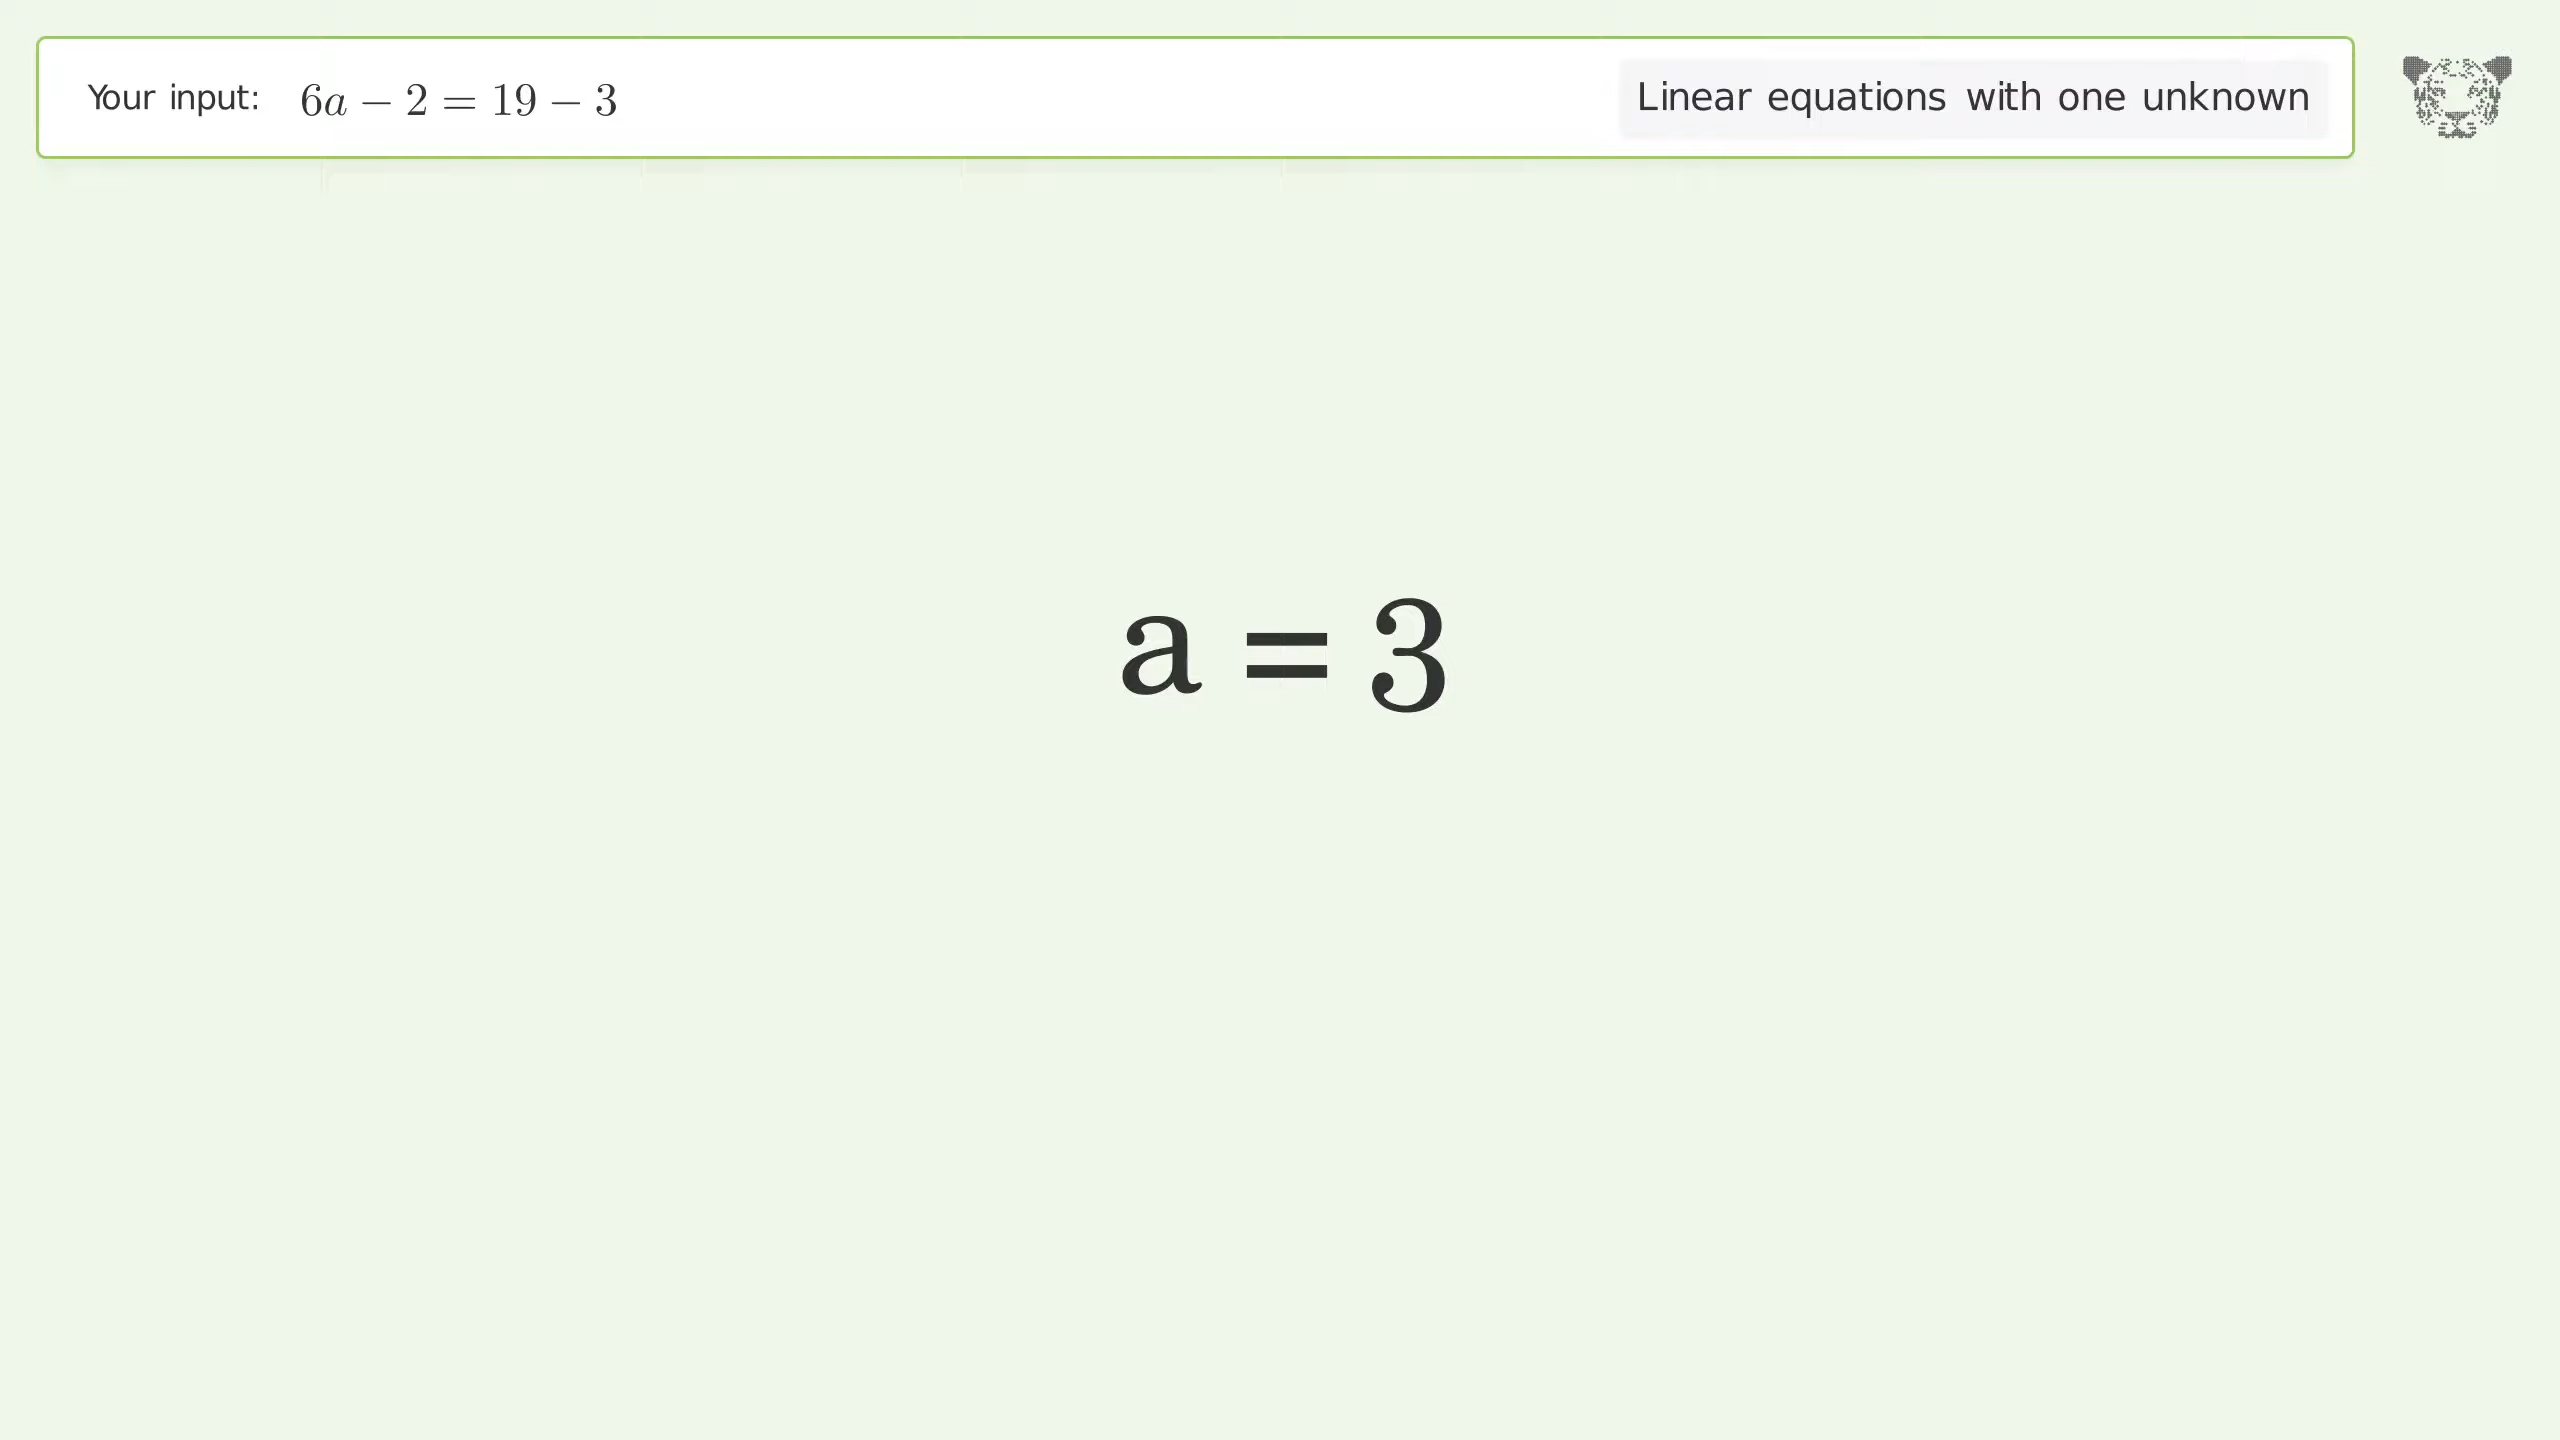 Your input: 6a − 2 = 19 − 3
Linear equations with one unknown
a = 3